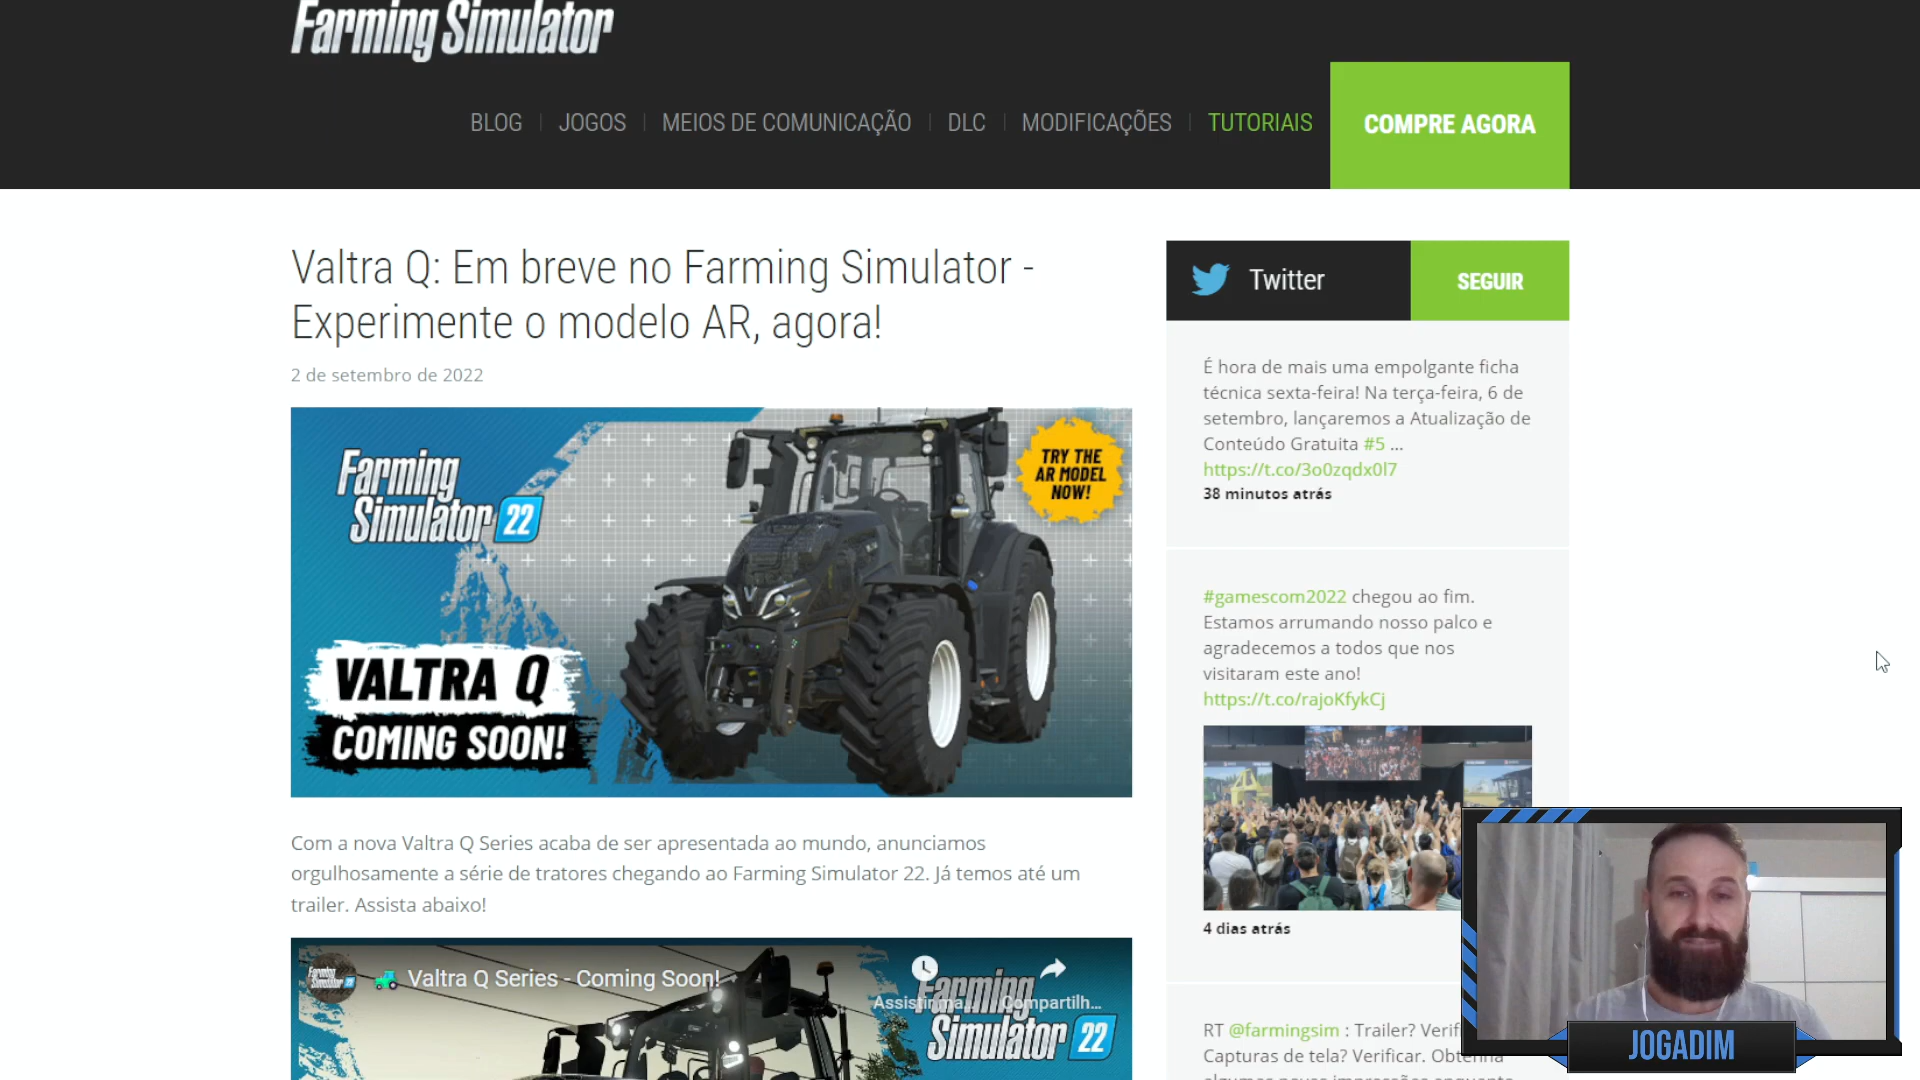 Farming Simulator
BLOG
JOGOS
MEIOS DE COMUNICAÇÃO
DLC
MODIFICAÇÕES
TUTORIAIS
COMPRE AGORA
Valtra Q: Em breve no Farming Simulator -
Experimente o modelo AR, agora!
2 de setembro de 2022
Farming
Simulator 22
TRY THE
AR MODEL
NOW!
VALTRA Q
COMING SOON!
Com a nova Valtra Q Series acaba de ser apresentada ao mundo, anunciamos
orgulhosamente a série de tratores chegando ao Farming Simulator 22. Já temos até um
trailer. Assista abaixo!
Valtra Q Series - Coming Soon!
Assistir ma...
Compartilh...
Farming
Simulator 22
Twitter
SEGUIR
É hora de mais uma empolgante ficha
técnica sexta-feira! Na terça-feira, 6 de
setembro, lançaremos a Atualização de
Conteúdo Gratuita #5 ...
https://t.co/3o0zqdx0l7
38 minutos atrás
#gamescom2022 chegou ao fim.
Estamos arrumando nosso palco e
agradecemos a todos que nos
visitaram este ano!
https://t.co/rajoKfykCj
4 dias atrás
RT @farmingsim : Trailer? Verif
Capturas de tela? Verificar. Obtenha
JOGADIM